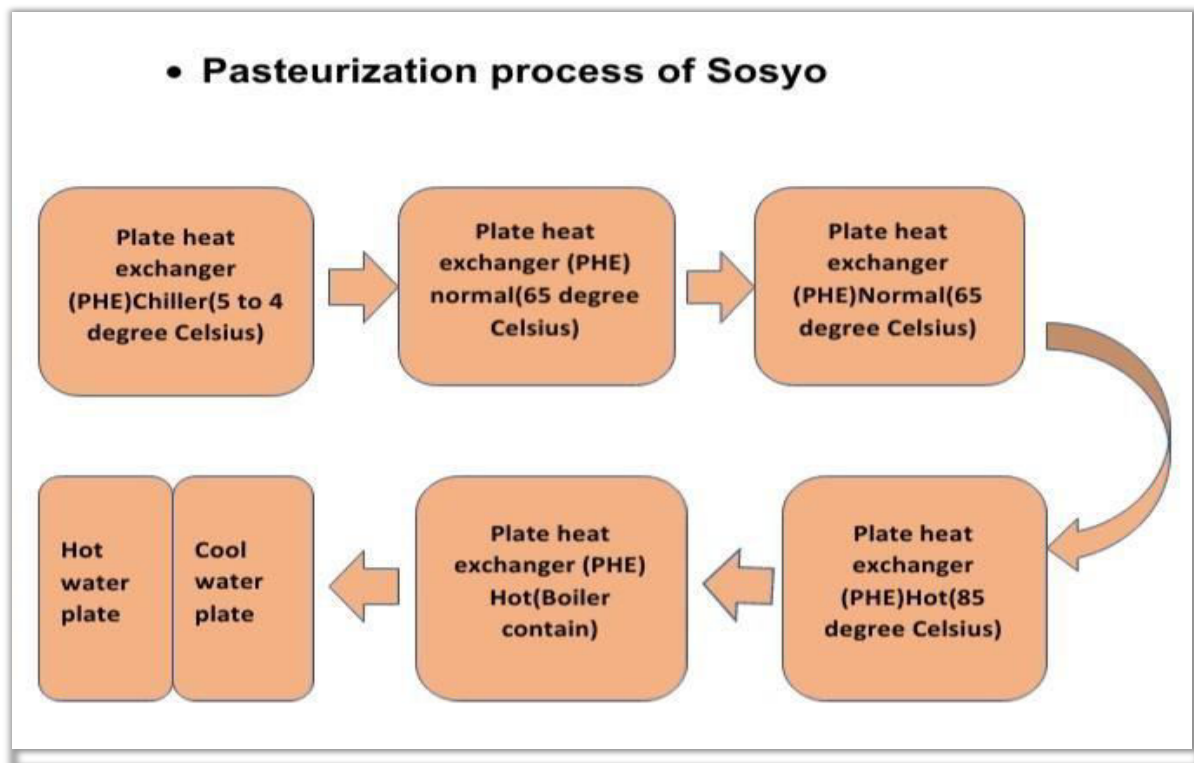 • Pasteurization process of Sosyo
Plate heat
exchanger
(PHE)Chiller(5 to 4
degree Celsius)
Plate heat
exchanger (PHE)
normal(65 degree
Celsius)
Plate heat
exchanger
(PHE)Normal(65
degree Celsius)
Plate heat
exchanger
(PHE)Hot(85
degree Celsius)
Plate heat
exchanger (PHE)
Hot(Boiler
contain)
Hot
water
plate
Cool
water
plate